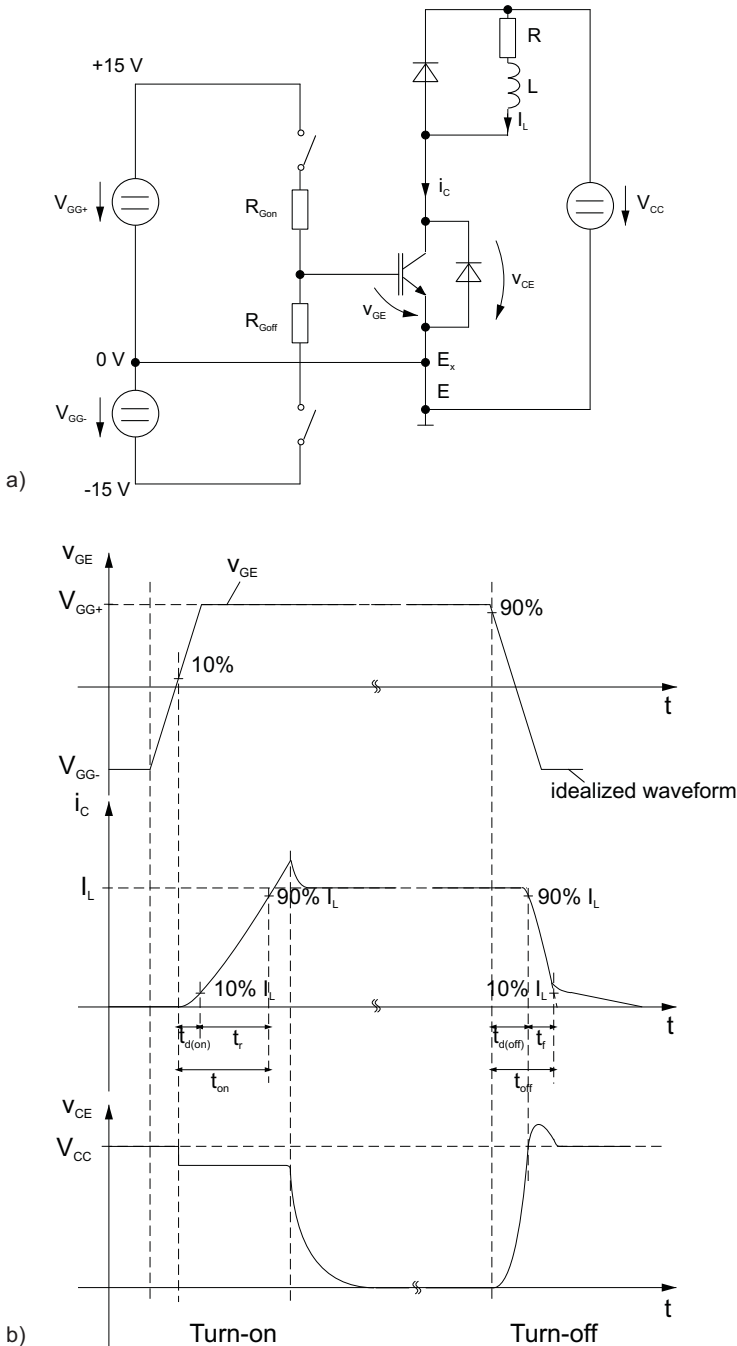 R
+15 V
L
I_L
V_GG+
R_Gon
i_C
V_CC
v_CE
v_GE
R_Goff
0 V
E_x
E
V_GG-
a)
-15 V
v_GE
v_GE
V_GG+
90%
10%
t
V_GG-
idealized waveform
i_C
I_L
90% I_L
90% I_L
10% I_L
10% I_L
t
t_d(on)
t_r
t_d(off)
t_f
t_on
t_off
v_CE
V_CC
t
b)
Turn-on
Turn-off